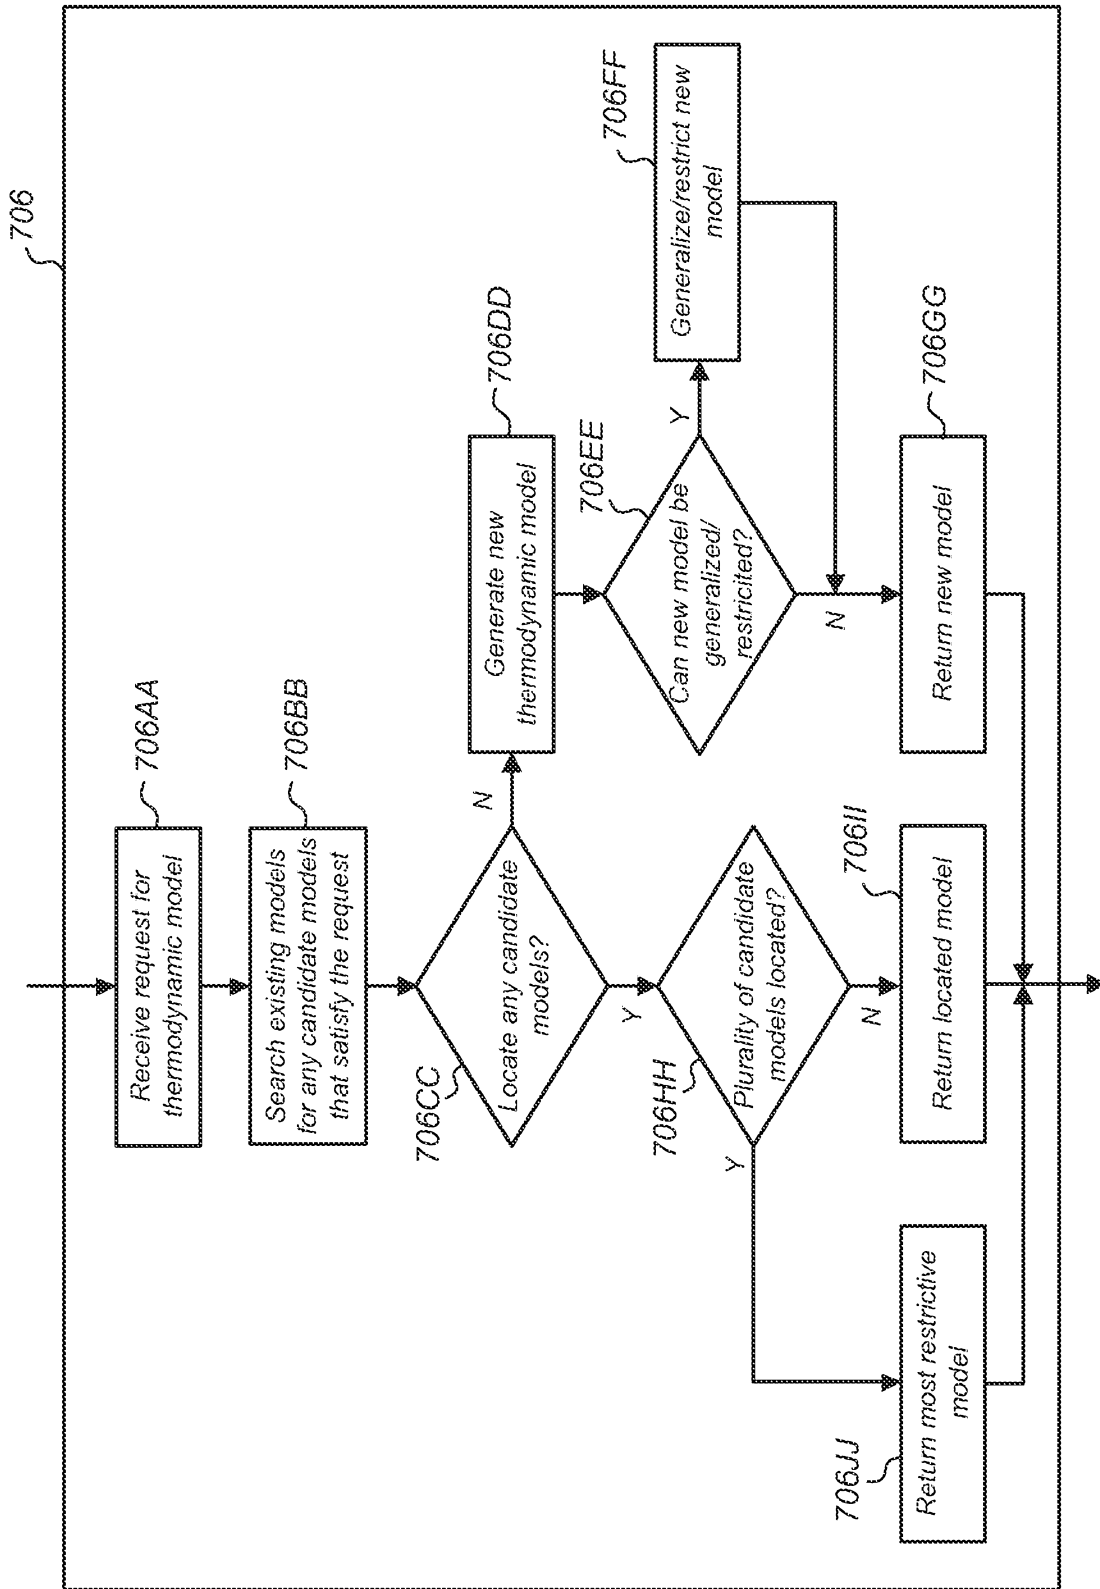 706
706AA
Receive request for
thermodynamic model
706BB
Search existing models
for any candidate models
that satisfy the request
706CC
Locate any candidate
models?
N
Y
706DD
Generate new
thermodynamic model
706EE
Can new model be
generalized/
restricited?
Y
N
706FF
Generalize/restrict new
model
706HH
Plurality of candidate
models located?
Y
N
706JJ
Return most restrictive
model
706II
Return located model
706GG
Return new model